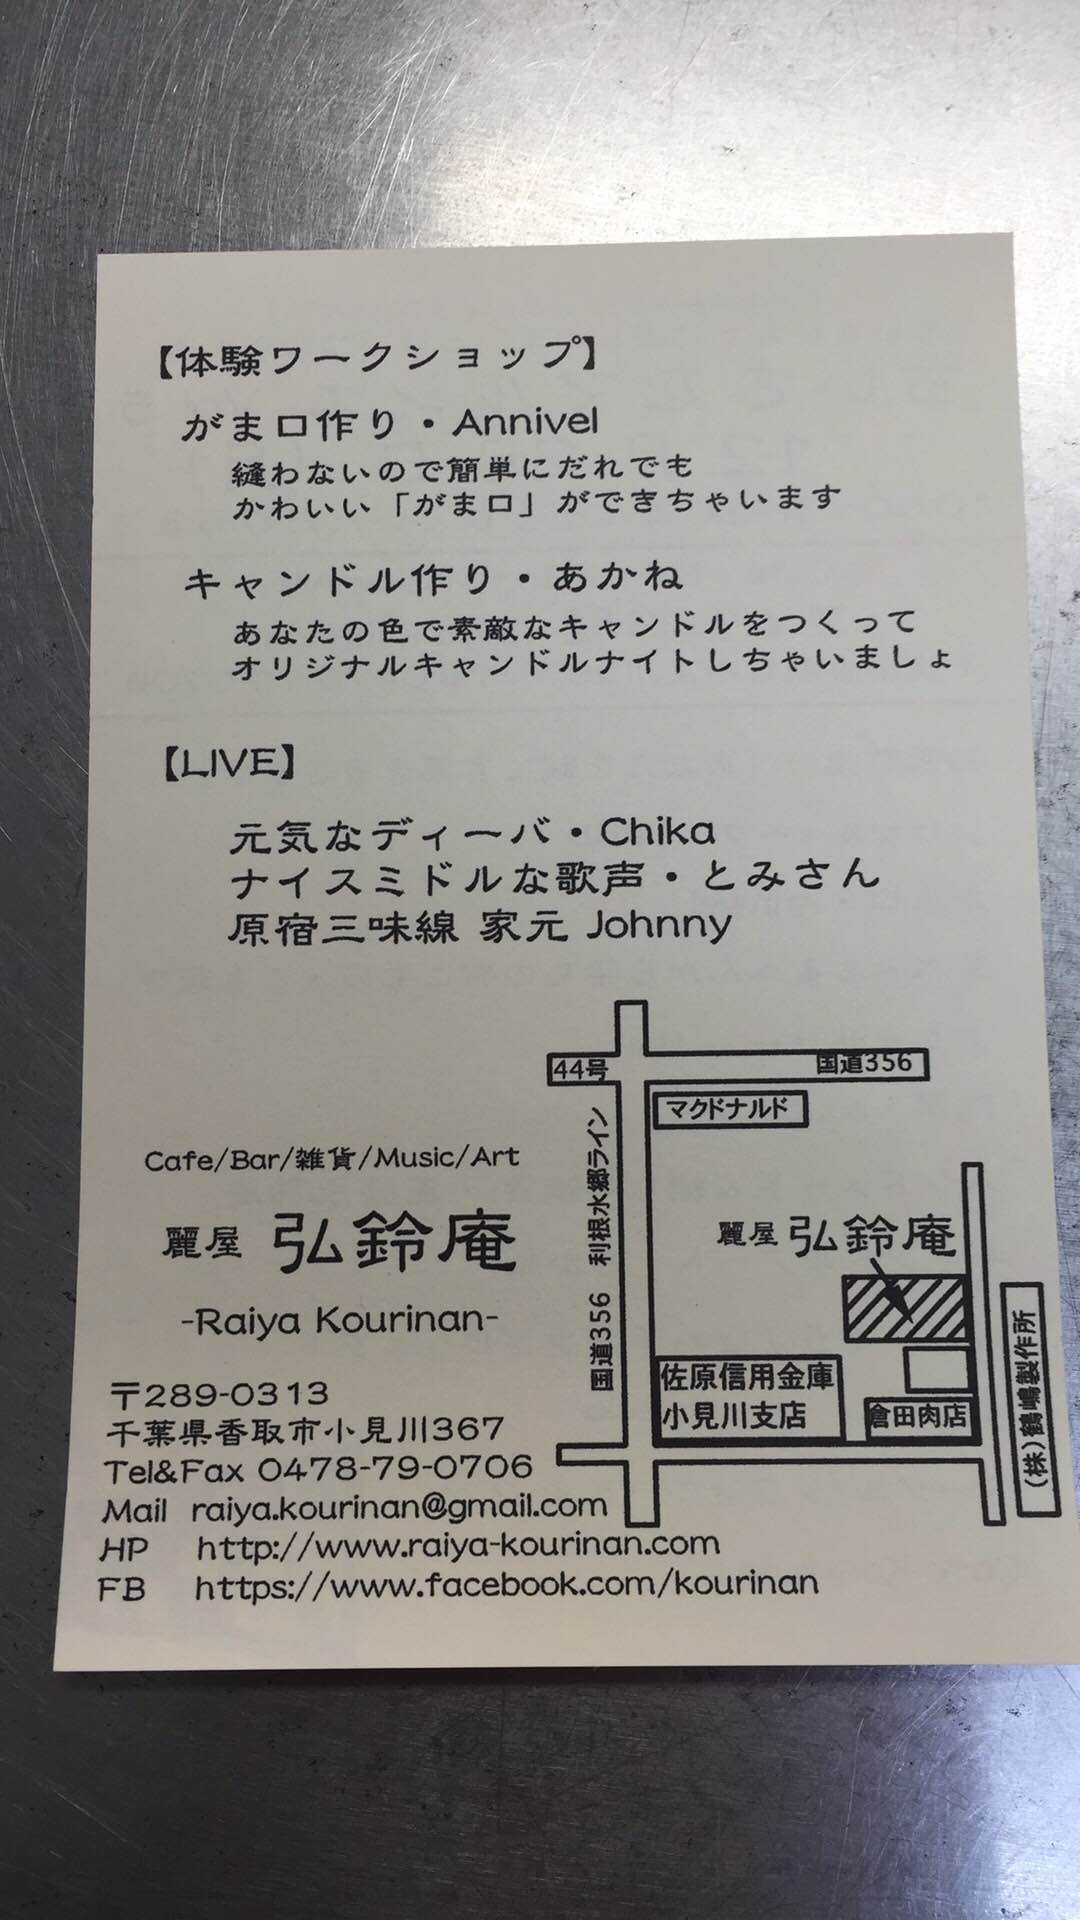 【体験ワークショップ】
がま口作り・Annivel
縫わないので簡単にだれでも
かわいい「がま口」ができちゃいます
キャンドル作り・あかね
あなたの色で素敵なキャンドルをつくって
オリジナルキャンドルナイトしちゃいましょ
【LIVE】
元気なディーバ・Chika
ナイスミドルな歌声・とみさん
原宿三味線 家元 Johnny
44号
国道356
マクドナルド
国道356 利根水郷ライン
麗屋 弘鈴庵
佐原信用金庫
小見川支店
倉田肉店
(株)鶴嶋製作所
Cafe/Bar/雑貨/Music/Art
麗屋 弘鈴庵
-Raiya Kourinan-
〒289-0313
千葉県香取市小見川367
Tel&Fax 0478-79-0706
Mail raiya.kourinan@gmail.com
HP http://www.raiya-kourinan.com
FB https://www.facebook.com/kourinan